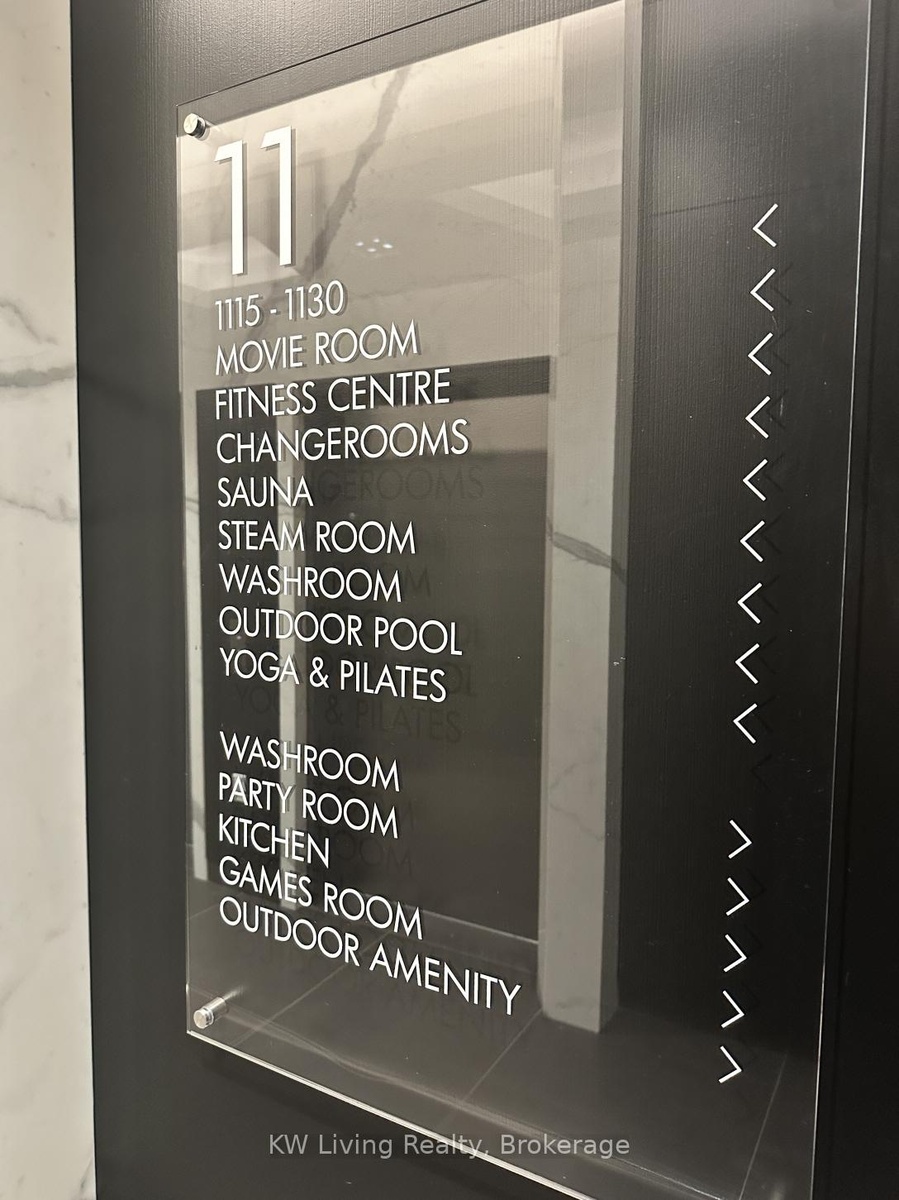 11
1115 - 1130 <
MOVIE ROOM <
FITNESS CENTRE <
CHANGEROOMS <
SAUNA <
STEAM ROOM <
WASHROOM <
OUTDOOR POOL <
YOGA & PILATES <
WASHROOM >
PARTY ROOM >
KITCHEN >
GAMES ROOM >
OUTDOOR AMENITY >
KW Living Realty, Brokerage